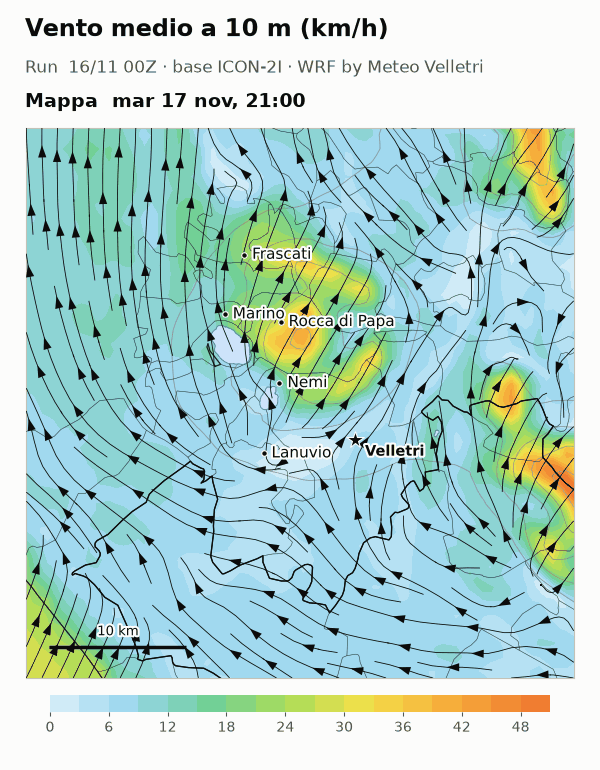 Vento medio a 10 m (km/h)
Run  16/11 00Z · base ICON-2I · WRF by Meteo Velletri
Mappa  mar 17 nov, 21:00
Frascati
Marino
Rocca di Papa
Nemi
Velletri
Lanuvio
10 km
0 6 12 18 24 30 36 42 48